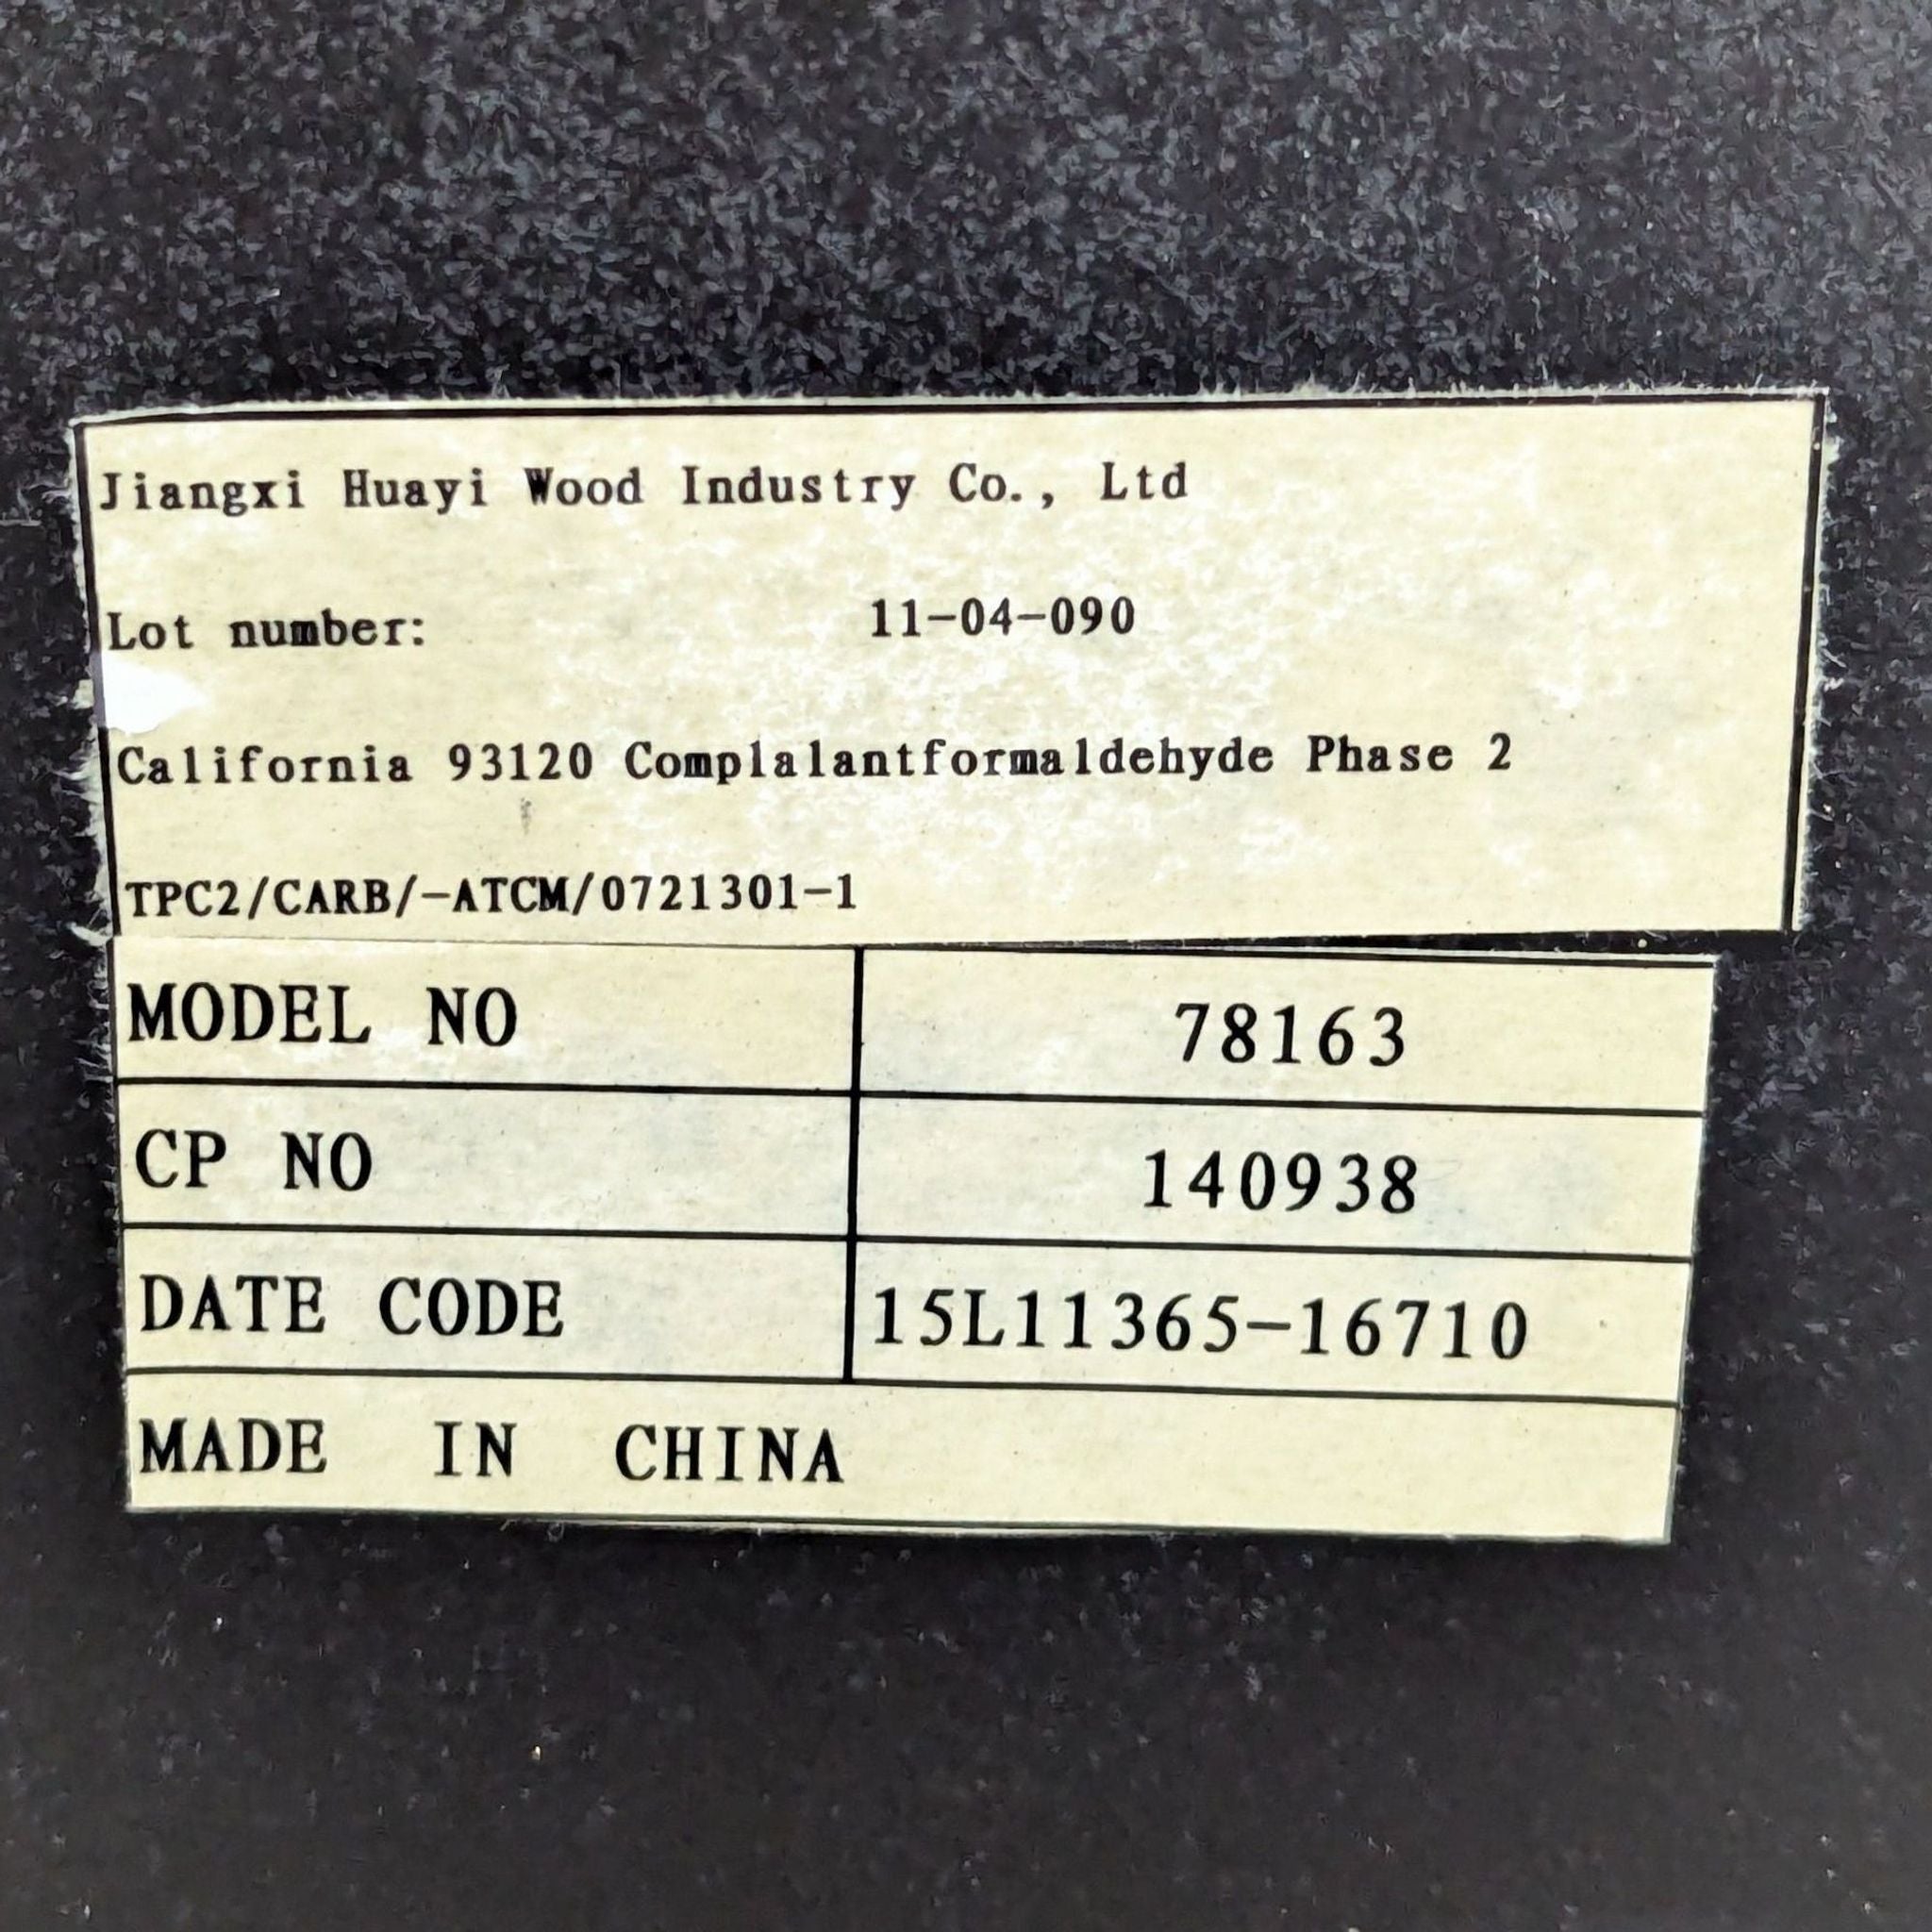 Jiangxi Huayi Wood Industry Co., Ltd
Lot number: 11-04-090
California 93120 Complalantformaldehyde Phase 2
TPC2/CARB/-ATCM/0721301-1
MODEL NO 78163
CP NO 140938
DATE CODE 15L11365-16710
MADE IN CHINA